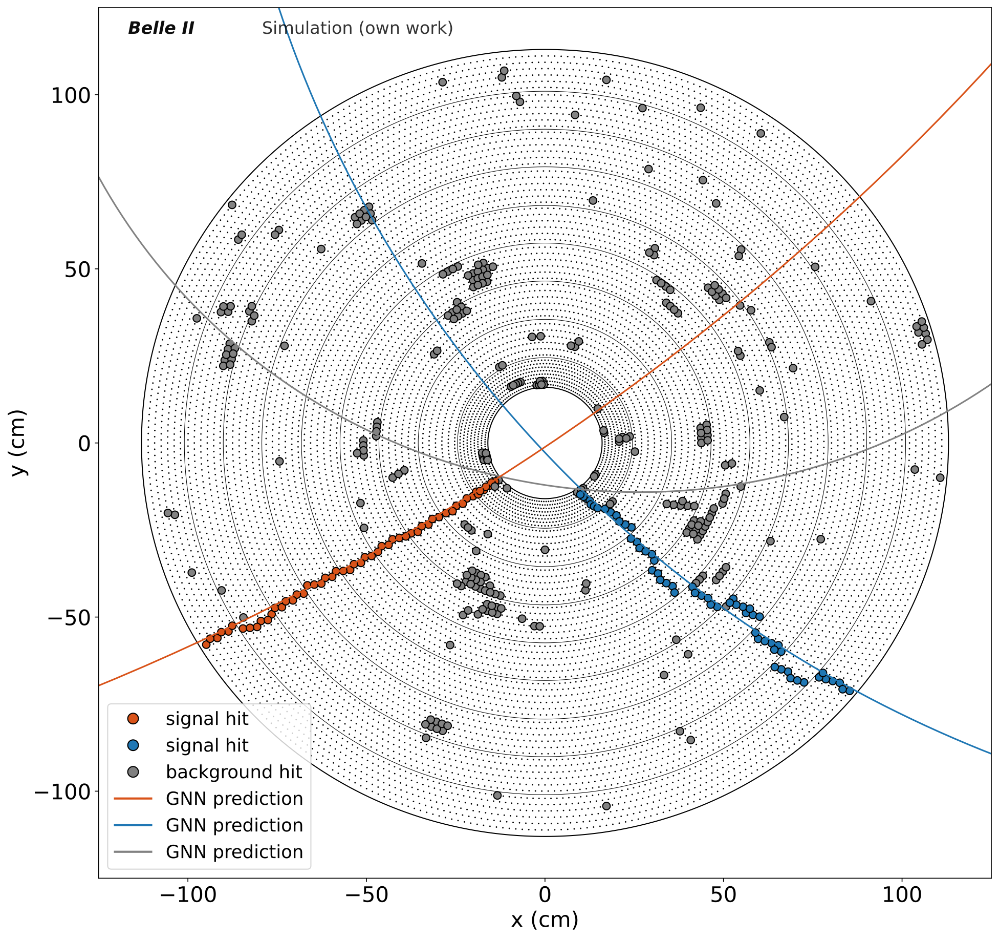 Belle II Simulation (own work)
100
50
0
−50
−100
y (cm)
signal hit
signal hit
background hit
GNN prediction
GNN prediction
GNN prediction
−100 −50 0 50 100
x (cm)